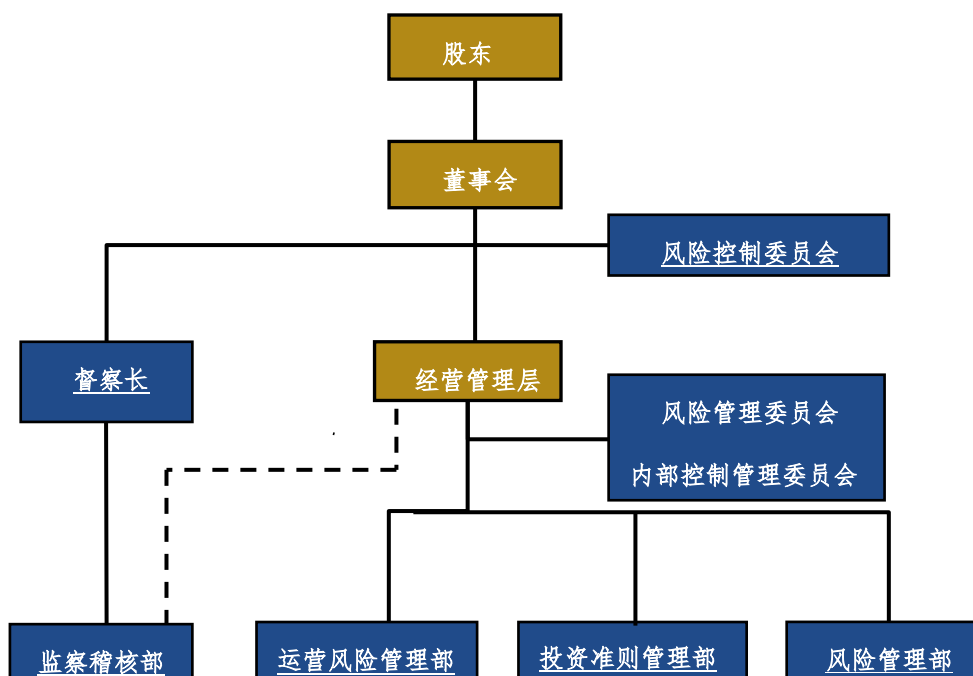 股东
董事会
风险控制委员会
督察长
经营管理层
风险管理委员会
内部控制管理委员会
监察稽核部
运营风险管理部
投资准则管理部
风险管理部